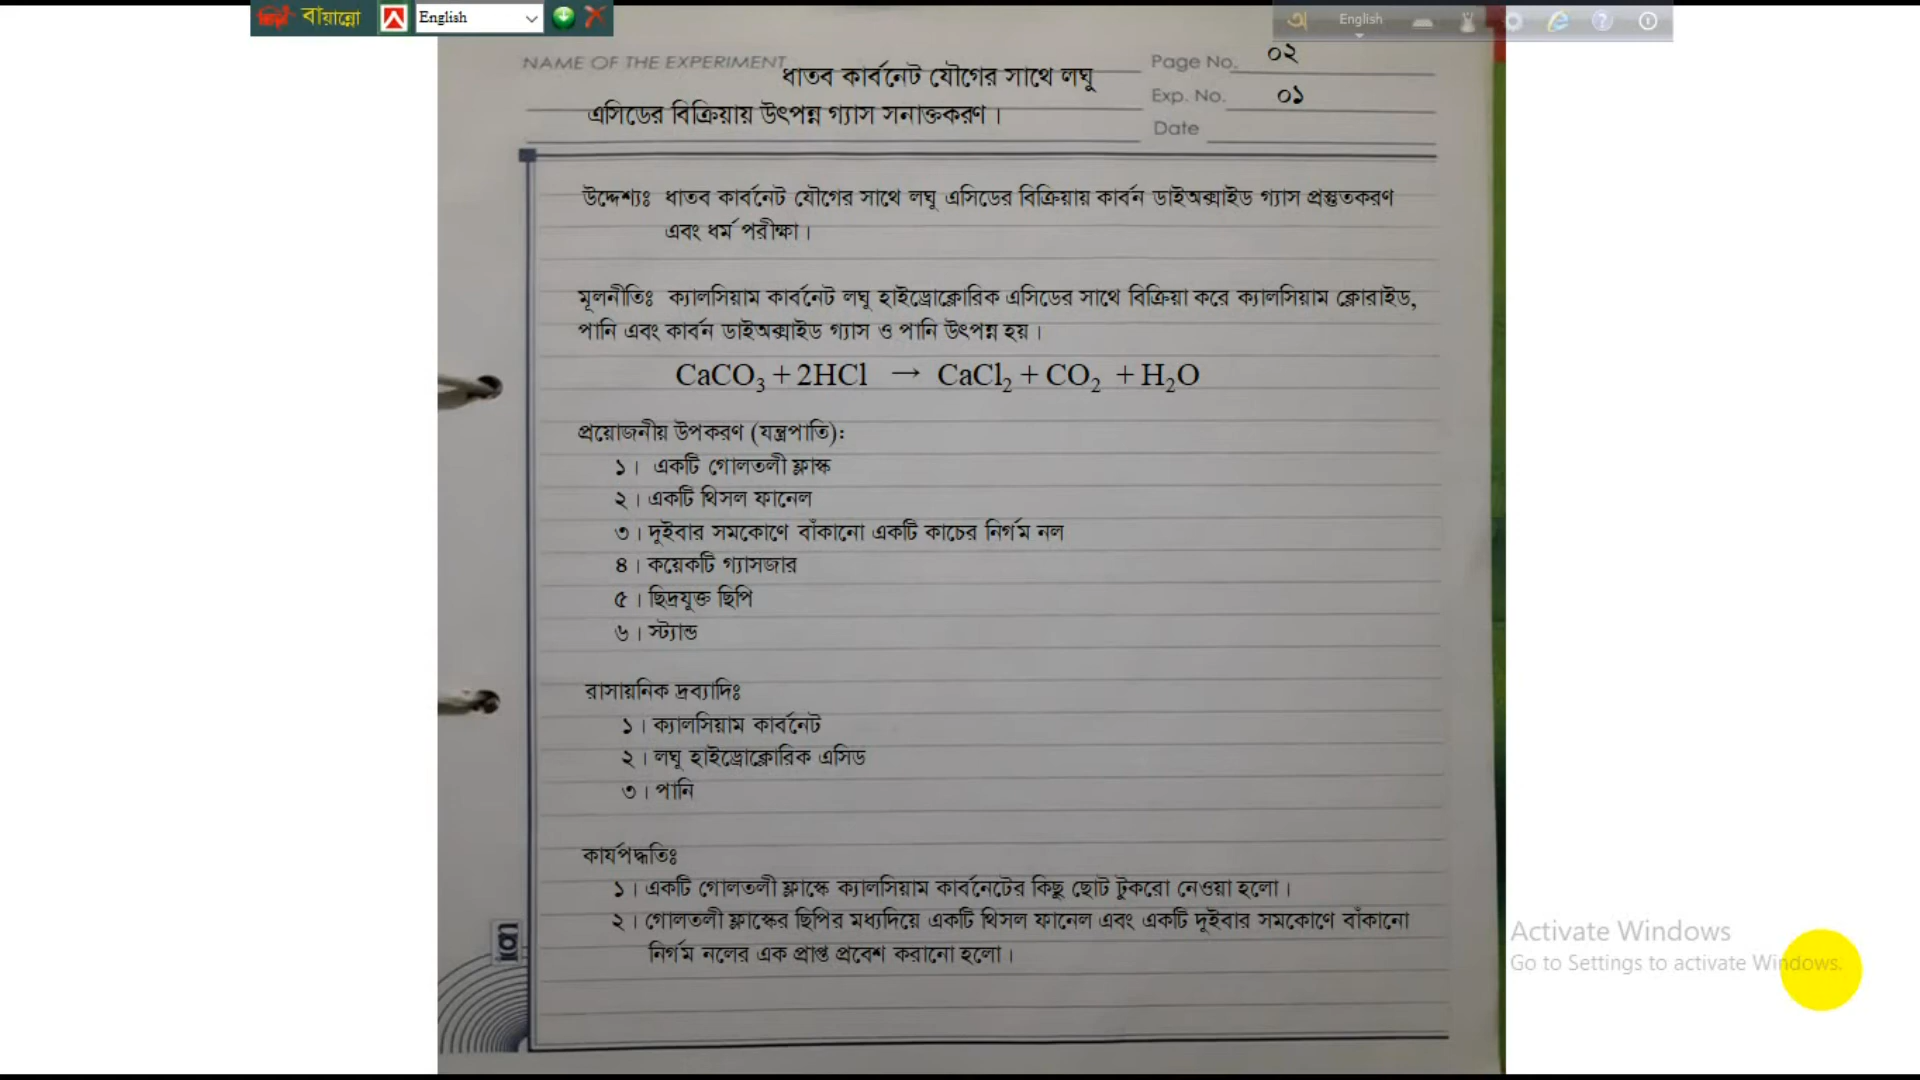 বায়ান্নো
English
অ English
NAME OF THE EXPERIMENT ধাতব কার্বনেট যৌগের সাথে লঘু
এসিডের বিক্রিয়ায় উৎপন্ন গ্যাস সনাক্তকরণ।
Page No. ০২
Exp. No. ০১
Date
উদ্দেশ্যঃ ধাতব কার্বনেট যৌগের সাথে লঘু এসিডের বিক্রিয়ায় কার্বন ডাইঅক্সাইড গ্যাস প্রস্তুতকরণ
এবং ধর্ম পরীক্ষা।
মূলনীতিঃ ক্যালসিয়াম কার্বনেট লঘু হাইড্রোক্লোরিক এসিডের সাথে বিক্রিয়া করে ক্যালসিয়াম ক্লোরাইড,
পানি এবং কার্বন ডাইঅক্সাইড গ্যাস ও পানি উৎপন্ন হয়।
CaCO₃ + 2HCl → CaCl₂ + CO₂ + H₂O
প্রয়োজনীয় উপকরণ (যন্ত্রপাতি):
১। একটি গোলতলী ফ্লাস্ক
২। একটি থিসল ফানেল
৩। দুইবার সমকোণে বাঁকানো একটি কাচের নির্গম নল
৪। কয়েকটি গ্যাসজার
৫। ছিদ্রযুক্ত ছিপি
৬। স্ট্যান্ড
রাসায়নিক দ্রব্যাদিঃ
১। ক্যালসিয়াম কার্বনেট
২। লঘু হাইড্রোক্লোরিক এসিড
৩। পানি
কার্যপদ্ধতিঃ
১। একটি গোলতলী ফ্লাস্কে ক্যালসিয়াম কার্বনেটের কিছু ছোট টুকরো নেওয়া হলো।
২। গোলতলী ফ্লাস্কের ছিপির মধ্যদিয়ে একটি থিসল ফানেল এবং একটি দুইবার সমকোণে বাঁকানো
নির্গম নলের এক প্রাপ্ত প্রবেশ করানো হলো।
Activate Windows
Go to Settings to activate Windows.